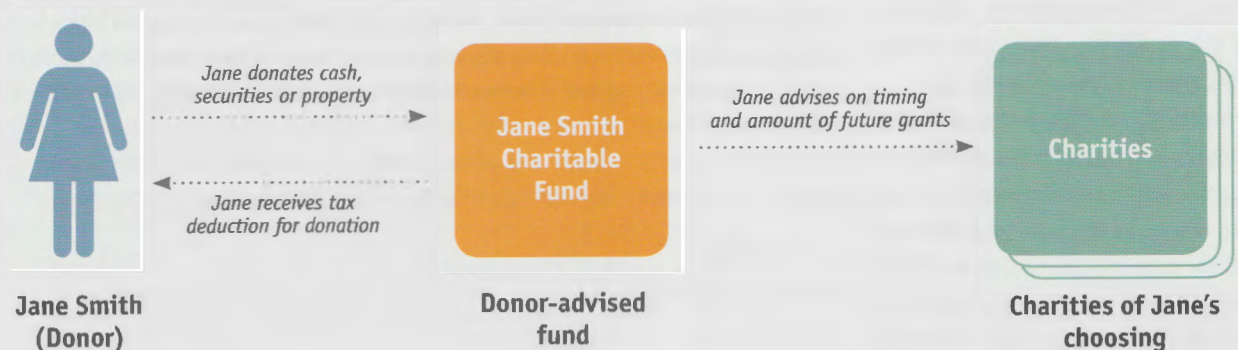 Jane donates cash,
securities or property
Jane receives tax
deduction for donation
Jane Smith
(Donor)
Jane Smith
Charitable
Fund
Donor-advised
fund
Jane advises on timing
and amount of future grants
Charities
Charities of Jane's
choosing